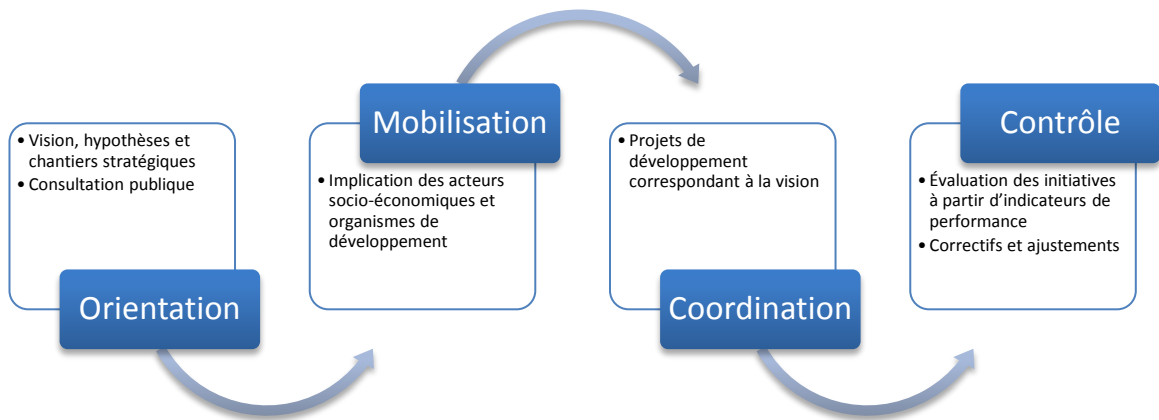 • Vision, hypothèses et
chantiers stratégiques
• Consultation publique
Orientation
Mobilisation
• Implication des acteurs
socio-économiques et
organismes de
développement
• Projets de
développement
correspondant à la vision
Coordination
Contrôle
• Évaluation des initiatives
à partir d’indicateurs de
performance
• Correctifs et ajustements